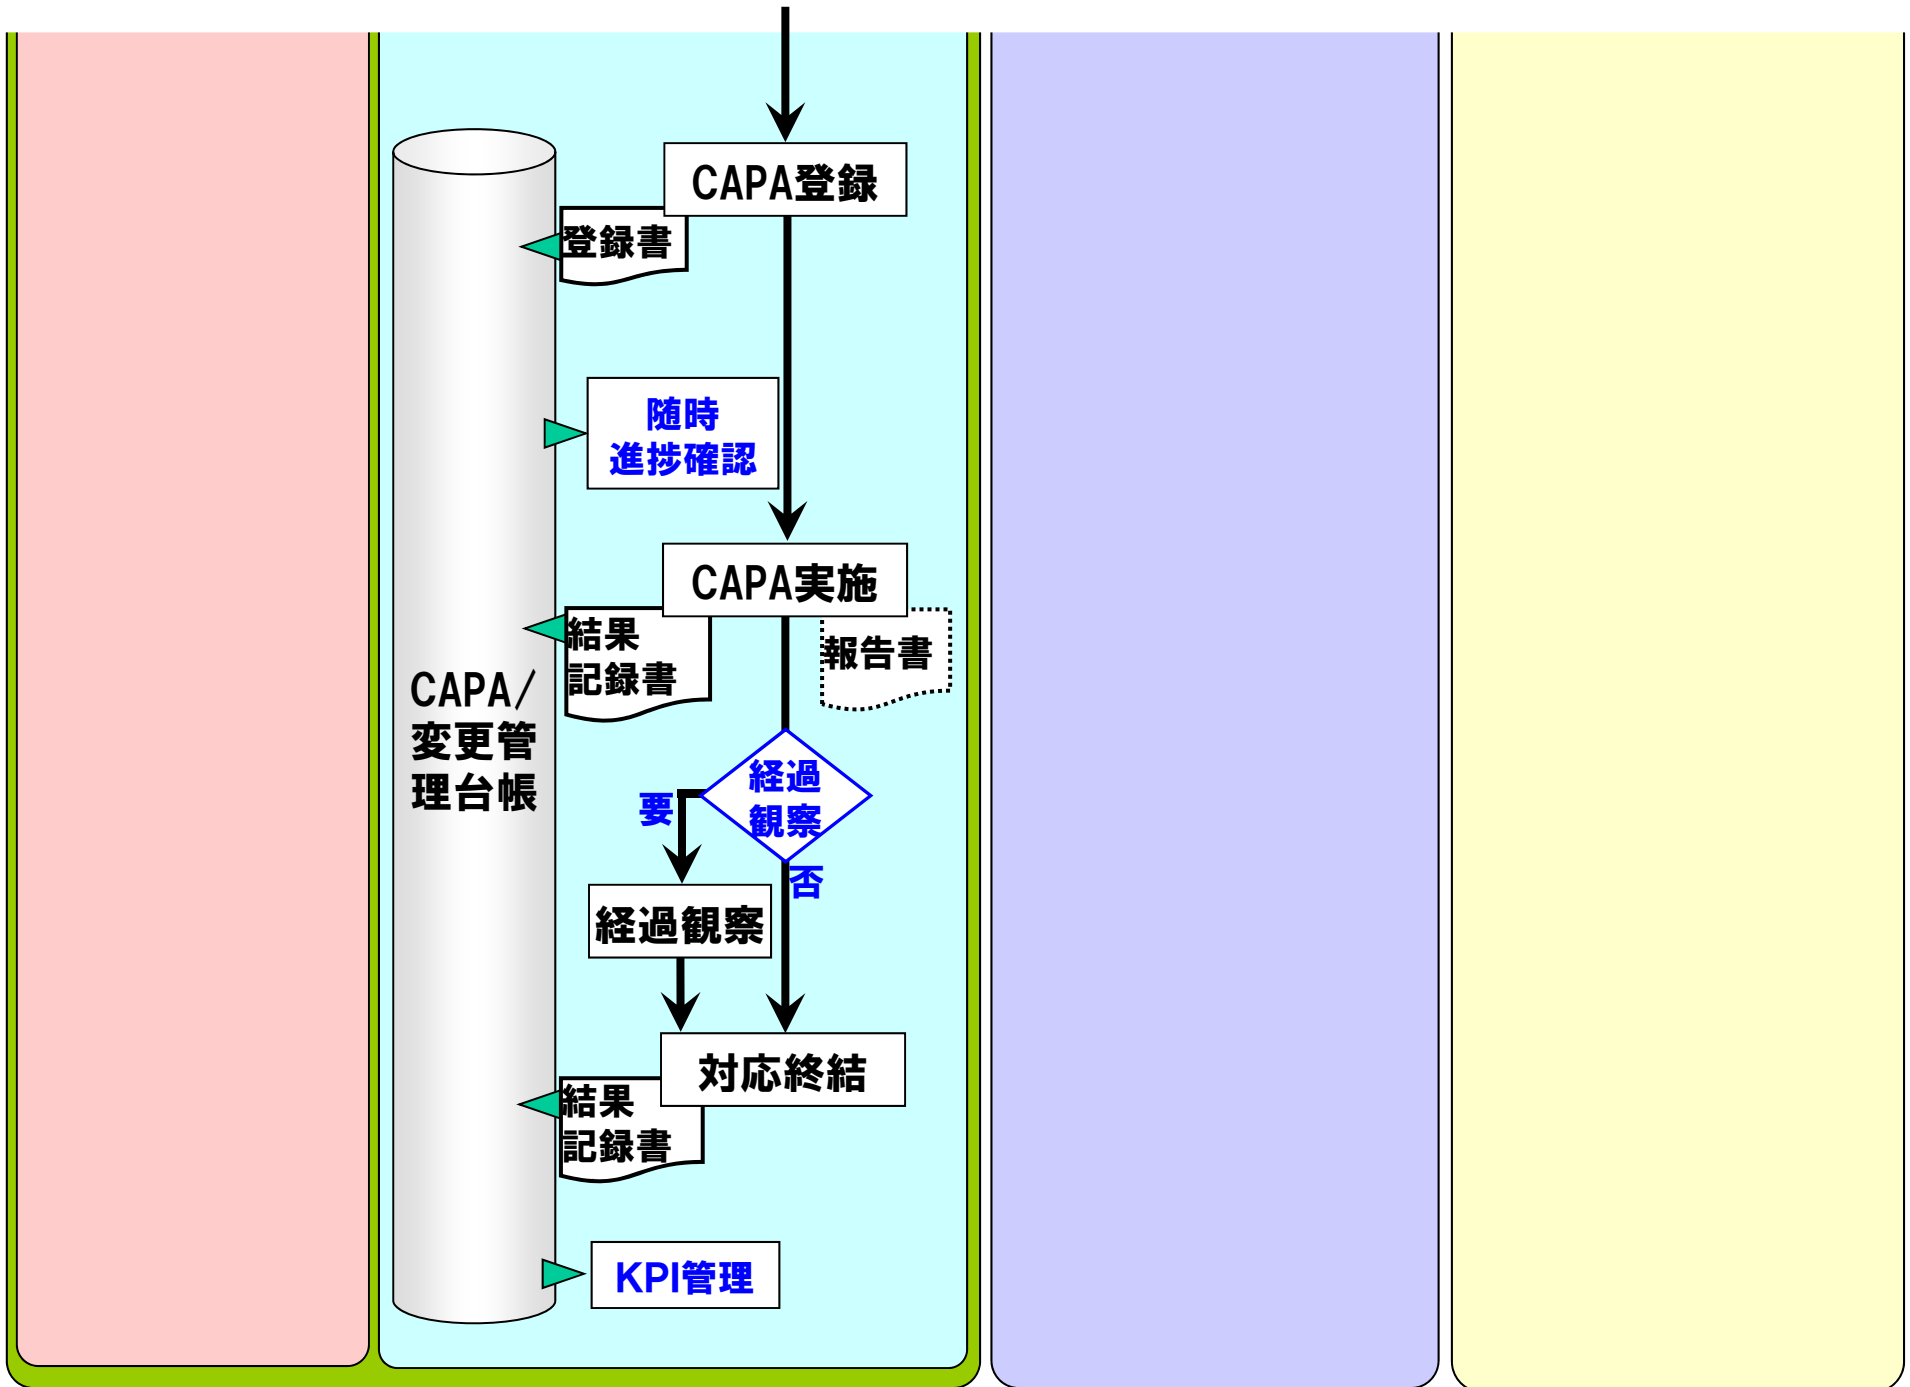 CAPA登録
登録書
随時
進捗確認
CAPA実施
結果
記録書
報告書
CAPA/
変更管
理台帳
経過
観察
要
否
経過観察
対応終結
結果
記録書
KPI管理